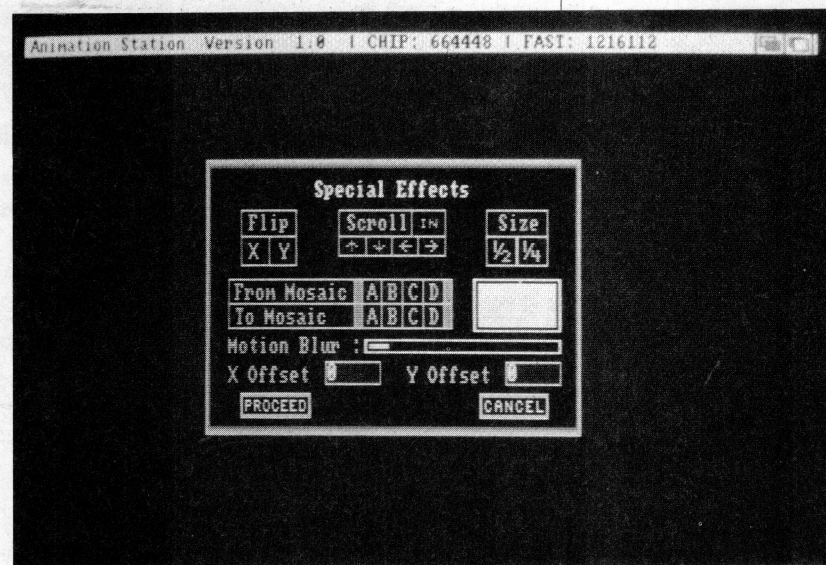 Animation Station Version 1.0 | CHIP: 664448 | FAST: 1216112
Special Effects
Flip Scroll IN Size
X Y ↑ ↓ ← → ½ ¼
From Mosaic A B C D
To Mosaic A B C D
Motion Blur :
X Offset 0 Y Offset 0
PROCEED CANCEL